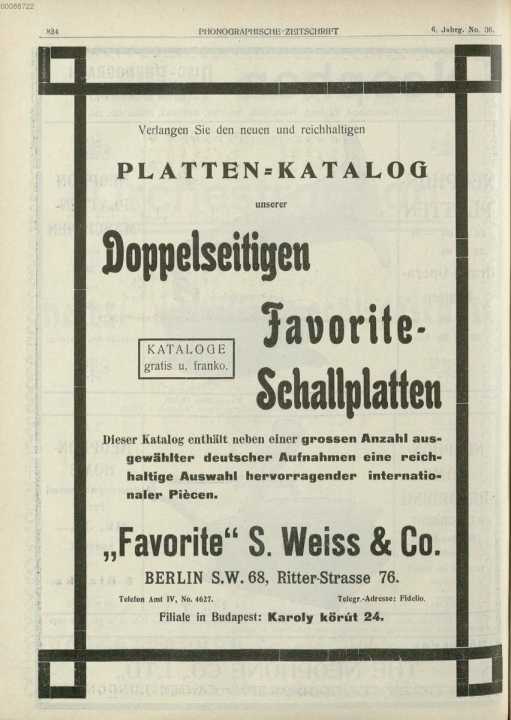 00086722
834
PHONOGRAPHISCHE ZEITSCHRIFT
6. Jahrg. No. 36.
Verlangen Sie den neuen und reichhaltigen
PLATTEN=KATALOG
unserer
Doppelseitigen
Favorite-
KATALOGE
gratis u. franko.
Schallplatten
Dieser Katalog enthält neben einer grossen Anzahl aus-
gewählter deutscher Aufnahmen eine reich-
haltige Auswahl hervorragender internatio-
naler Piècen.
„Favorite“ S. Weiss & Co.
BERLIN S.W. 68, Ritter-Strasse 76.
Telefon Amt IV, No. 4627.
Telegr.-Adresse: Fidelio.
Filiale in Budapest: Karoly körút 24.